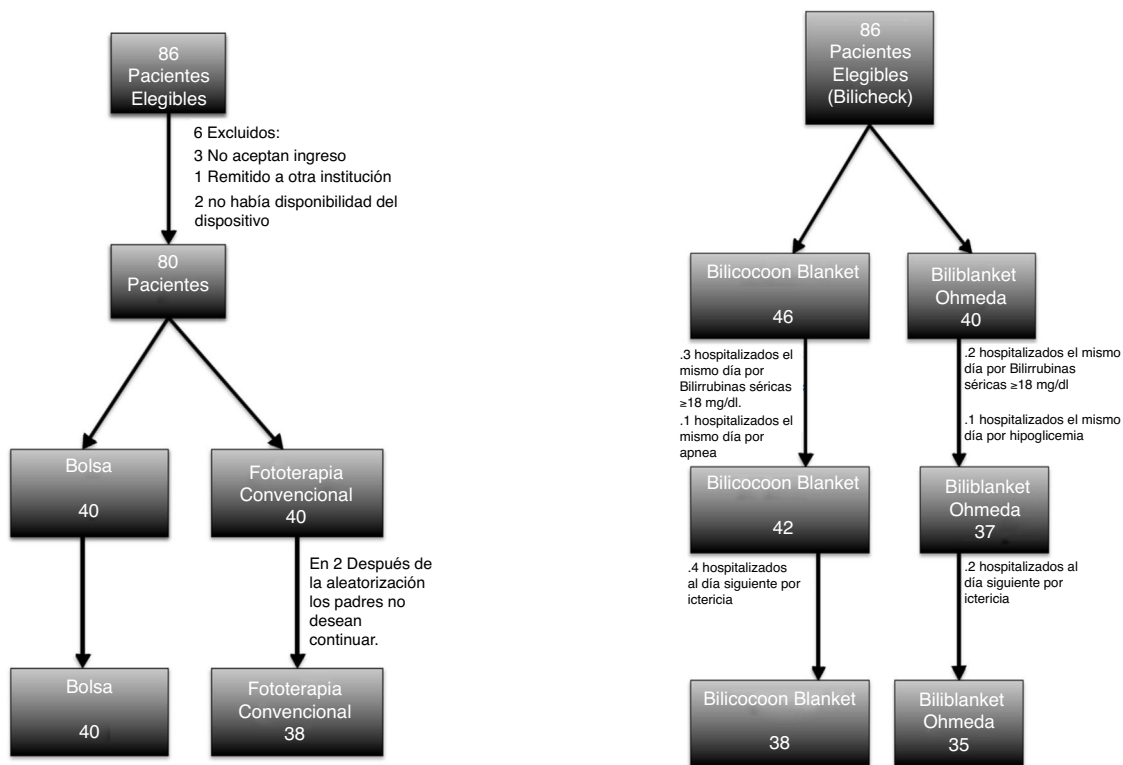 86
Pacientes
Elegibles
6 Excluidos:
3 No aceptan ingreso
1 Remitido a otra institución
2 no había disponibilidad del
dispositivo
80
Pacientes
Bolsa
40
Fototerapia
Convencional
40
En 2 Después de
la aleatorización
los padres no
desean
continuar.
Bolsa
40
Fototerapia
Convencional
38
86
Pacientes
Elegibles
(Bilicheck)
Bilicocoon Blanket
46
Biliblanket
Ohmeda
40
.3 hospitalizados el
mismo día por
Bilirrubinas séricas
≥18 mg/dl.
.1 hospitalizados el
mismo día por
apnea
.2 hospitalizados el mismo
día por Bilirrubinas
séricas ≥18 mg/dl
.1 hospitalizados el mismo
día por hipoglicemia
Bilicocoon Blanket
42
Biliblanket
Ohmeda
37
.4 hospitalizados
al día siguiente por
ictericia
.2 hospitalizados al
día siguiente por
ictericia
Bilicocoon Blanket
38
Biliblanket
Ohmeda
35